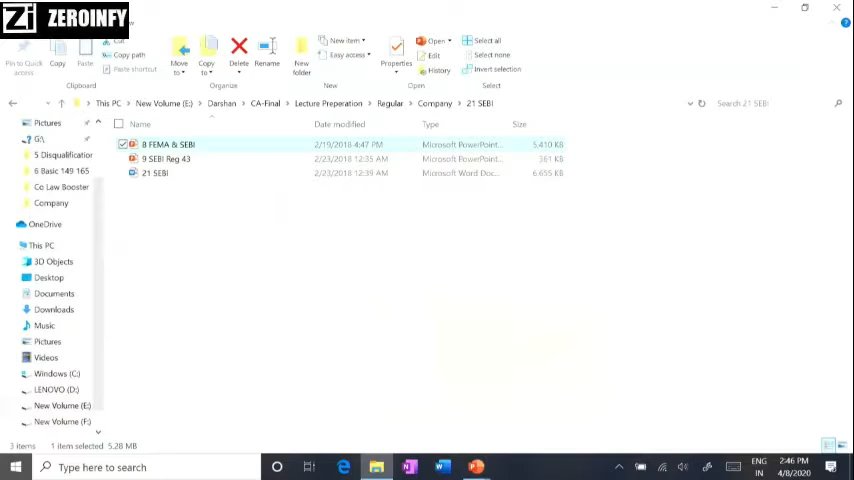 Zi ZEROINFY
Pin to Quick access
Copy
Paste
Cut
Copy path
Paste shortcut
Clipboard
Move to
Copy to
Delete
Rename
Organize
New folder
New item
Easy access
New
Properties
Open
Edit
History
Open
Select all
Select none
Invert selection
Select
This PC > New Volume (E:) > Darshan > CA-Final > Lecture Preperation > Regular > Company > 21 SEBI
Search 21 SEBI
Name Date modified Type Size
8 FEMA & SEBI 2/19/2018 4:47 PM Microsoft PowerPoint... 5,410 KB
9 SEBI Reg 43 2/23/2018 12:35 AM Microsoft PowerPoint... 361 KB
21 SEBI 2/23/2018 12:39 AM Microsoft Word Doc... 6,655 KB
Pictures
G:\
5 Disqualification
6 Basic 149 165
Co Law Booster
Company
OneDrive
This PC
3D Objects
Desktop
Documents
Downloads
Music
Pictures
Videos
Windows (C:)
LENOVO (D:)
New Volume (E:)
New Volume (F:)
3 items 1 item selected 5.28 MB
Type here to search
ENG
IN
2:46 PM
4/8/2020